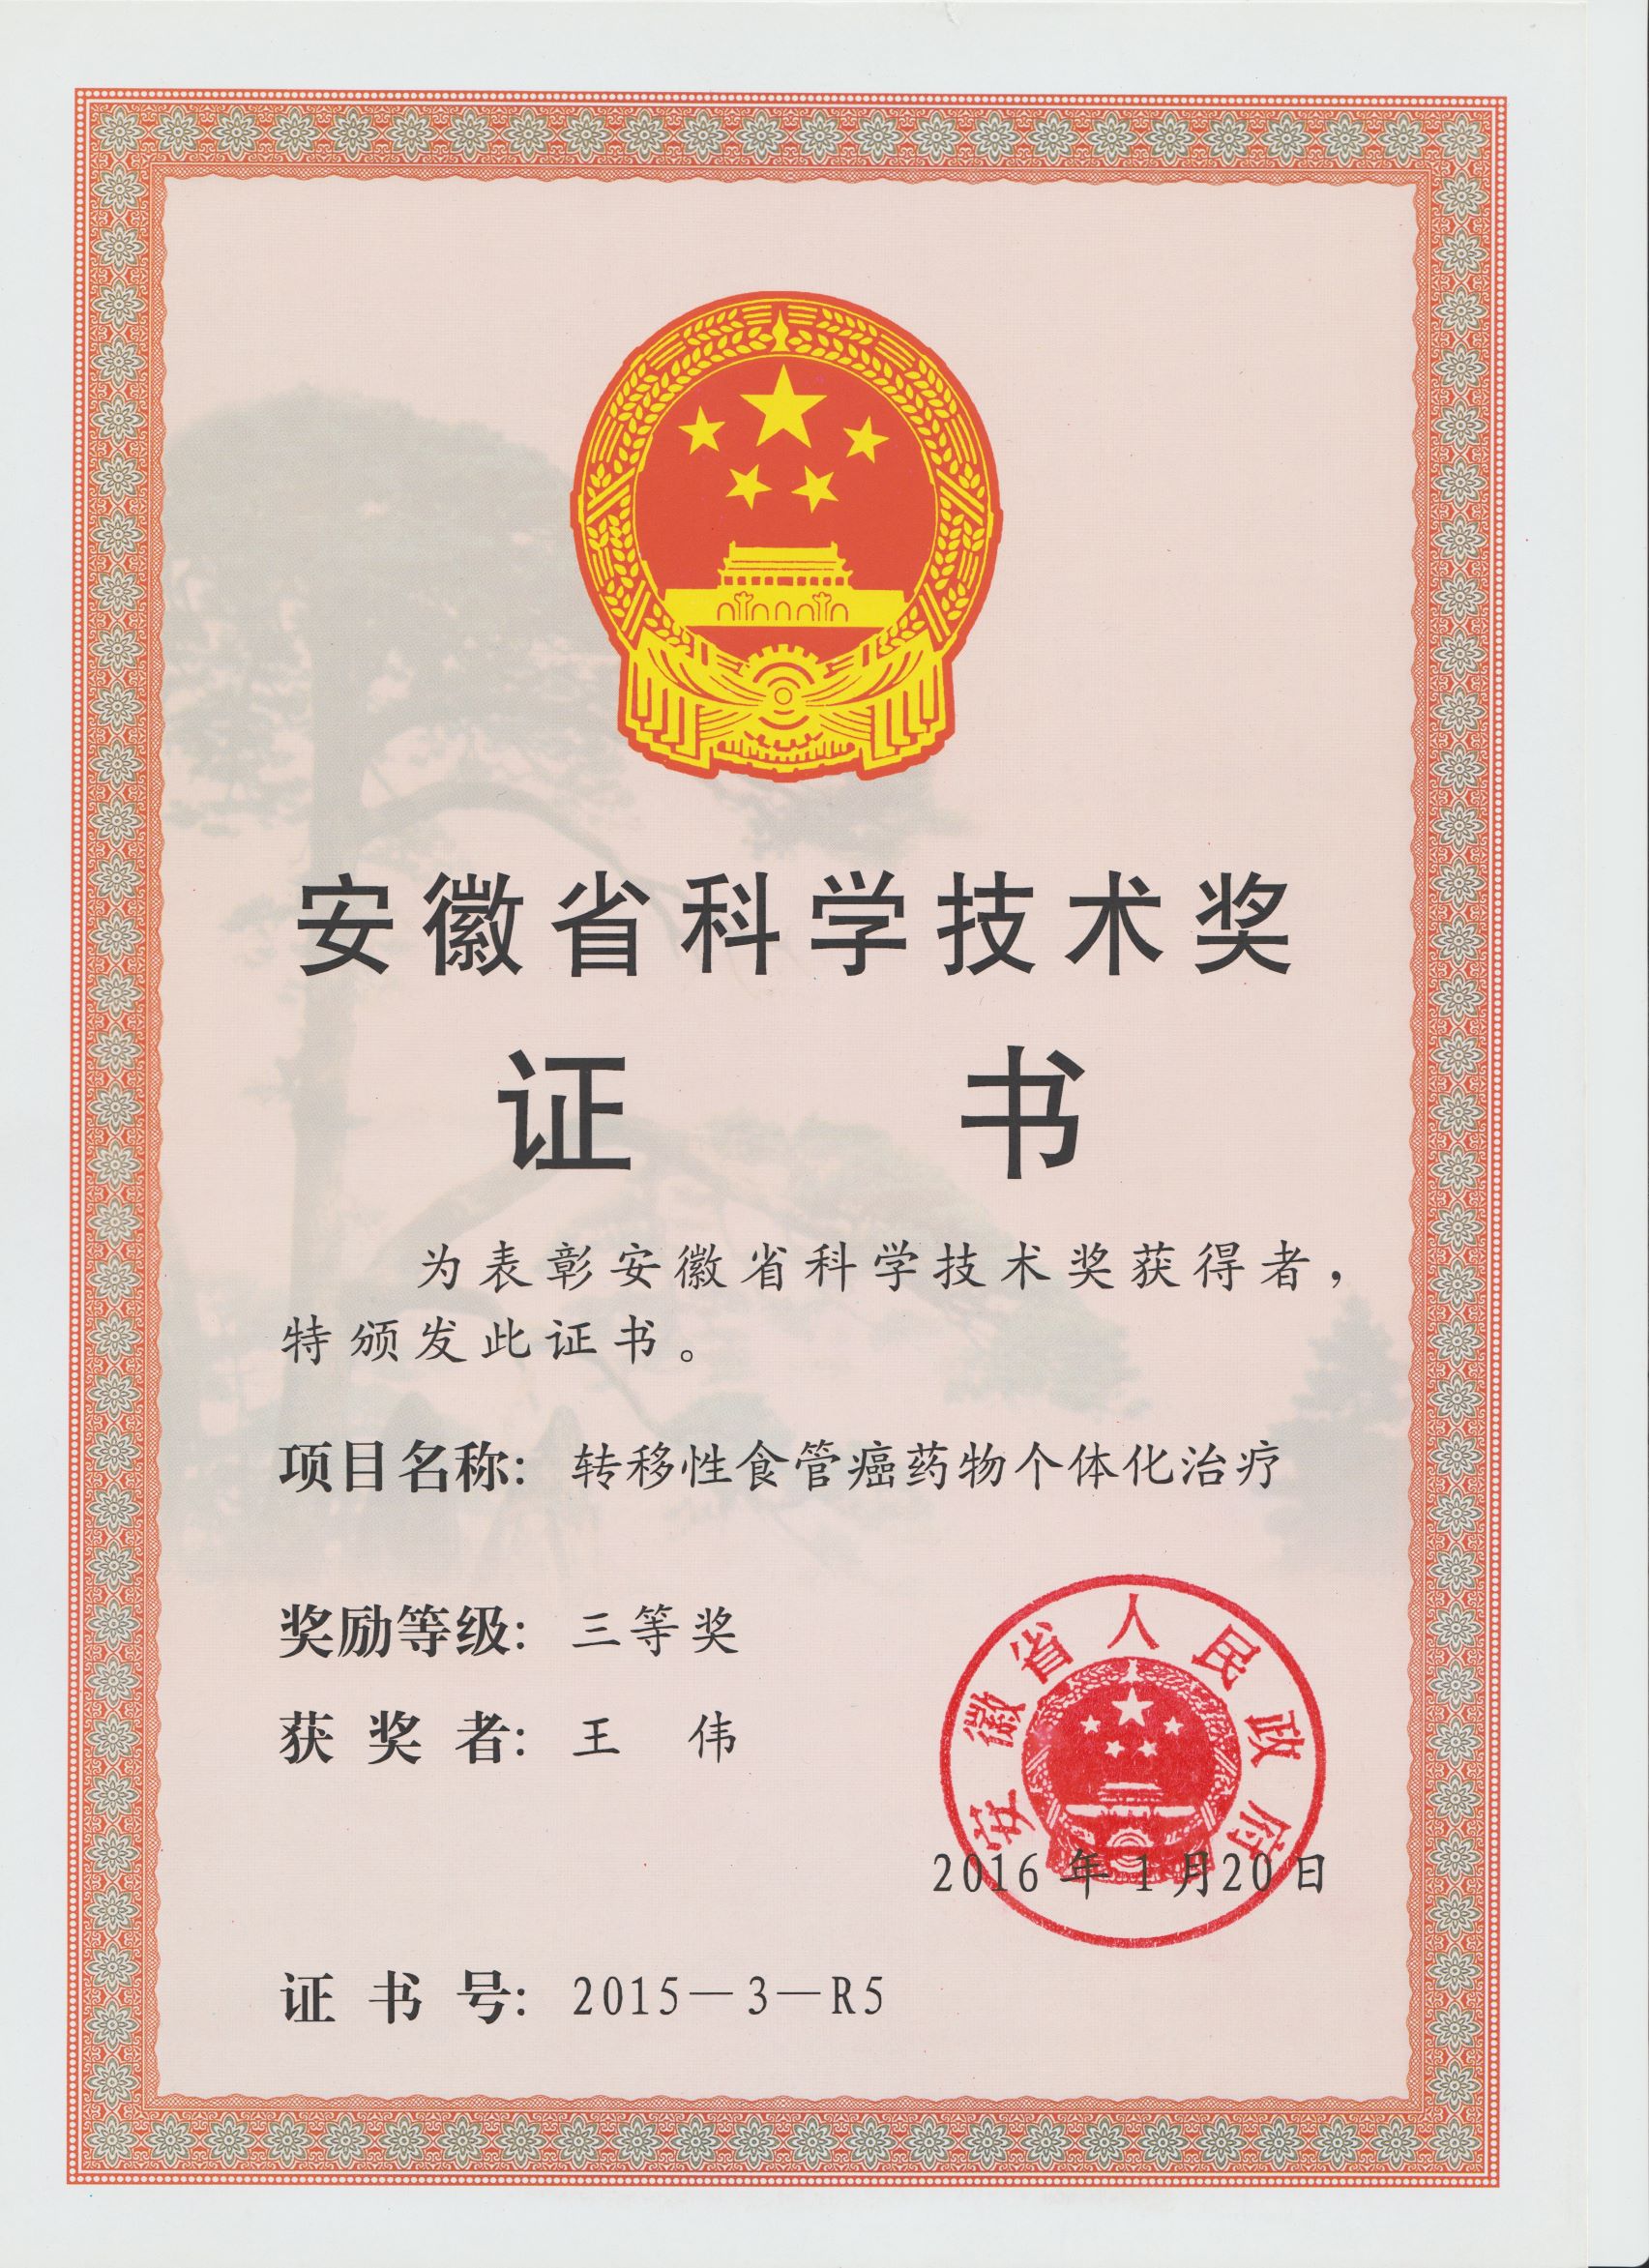 安徽省科学技术奖
证 书
为表彰安徽省科学技术奖获得者，
特颁发此证书。
项目名称：转移性食管癌药物个体化治疗
奖励等级：三等奖
获 奖 者：王 伟
安徽省人民政府
2016 年 1 月20 日
证 书 号：2015－3－R5